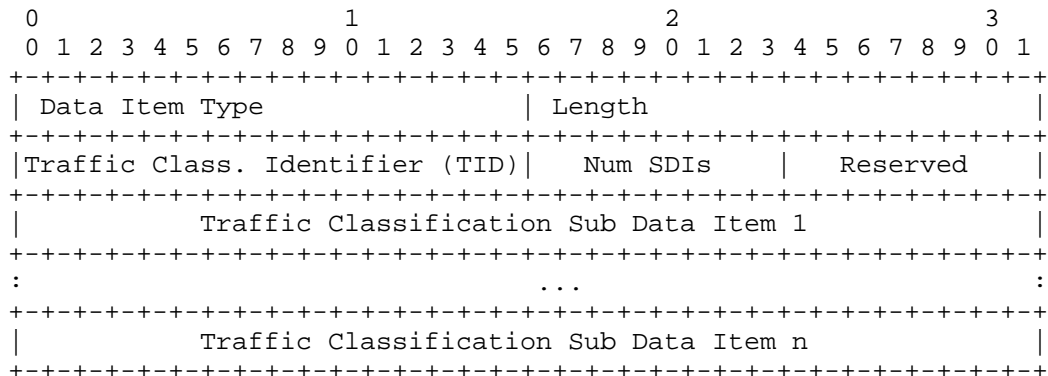 0                   1                   2                   3
 0 1 2 3 4 5 6 7 8 9 0 1 2 3 4 5 6 7 8 9 0 1 2 3 4 5 6 7 8 9 0 1
+-+-+-+-+-+-+-+-+-+-+-+-+-+-+-+-+-+-+-+-+-+-+-+-+-+-+-+-+-+-+-+-+
| Data Item Type                | Length                        |
+-+-+-+-+-+-+-+-+-+-+-+-+-+-+-+-+-+-+-+-+-+-+-+-+-+-+-+-+-+-+-+-+
|Traffic Class. Identifier (TID)|   Num SDIs    |   Reserved    |
+-+-+-+-+-+-+-+-+-+-+-+-+-+-+-+-+-+-+-+-+-+-+-+-+-+-+-+-+-+-+-+-+
|           Traffic Classification Sub Data Item 1              |
+-+-+-+-+-+-+-+-+-+-+-+-+-+-+-+-+-+-+-+-+-+-+-+-+-+-+-+-+-+-+-+-+
:                                ...                            :
+-+-+-+-+-+-+-+-+-+-+-+-+-+-+-+-+-+-+-+-+-+-+-+-+-+-+-+-+-+-+-+-+
|           Traffic Classification Sub Data Item n              |
+-+-+-+-+-+-+-+-+-+-+-+-+-+-+-+-+-+-+-+-+-+-+-+-+-+-+-+-+-+-+-+-+